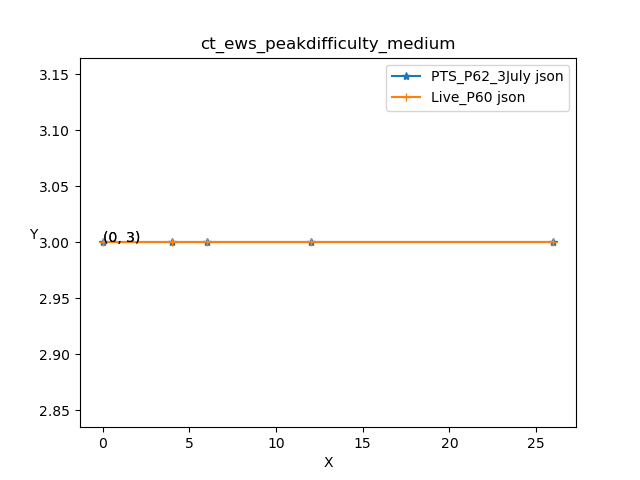 ct_ews_peakdifficulty_medium
PTS_P62_3July json
Live_P60 json
3.15
3.10
3.05
Y
3.00
(0, 3)
2.95
2.90
2.85
0
5
10
15
20
25
X